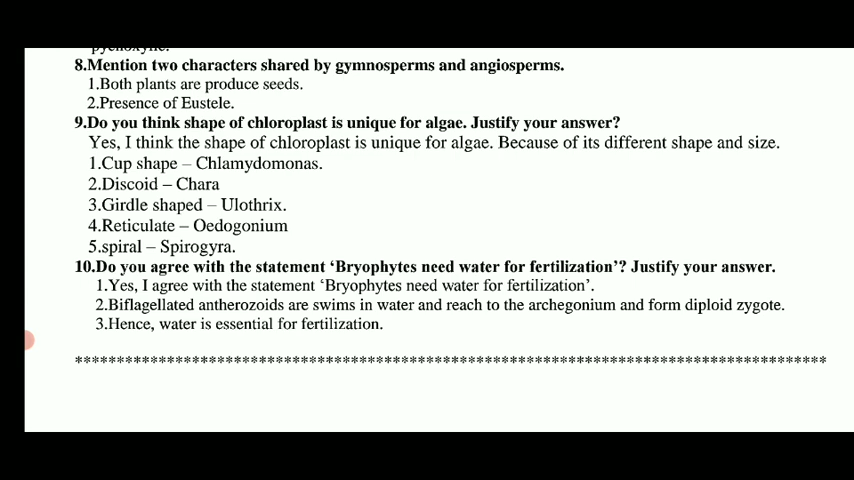 pychoxylic.
8.Mention two characters shared by gymnosperms and angiosperms.
1.Both plants are produce seeds.
2.Presence of Eustele.
9.Do you think shape of chloroplast is unique for algae. Justify your answer?
Yes, I think the shape of chloroplast is unique for algae. Because of its different shape and size.
1.Cup shape – Chlamydomonas.
2.Discoid – Chara
3.Girdle shaped – Ulothrix.
4.Reticulate – Oedogonium
5.spiral – Spirogyra.
10.Do you agree with the statement ‘Bryophytes need water for fertilization’? Justify your answer.
1.Yes, I agree with the statement ‘Bryophytes need water for fertilization’.
2.Biflagellated antherozoids are swims in water and reach to the archegonium and form diploid zygote.
3.Hence, water is essential for fertilization.
******************************************************************************************